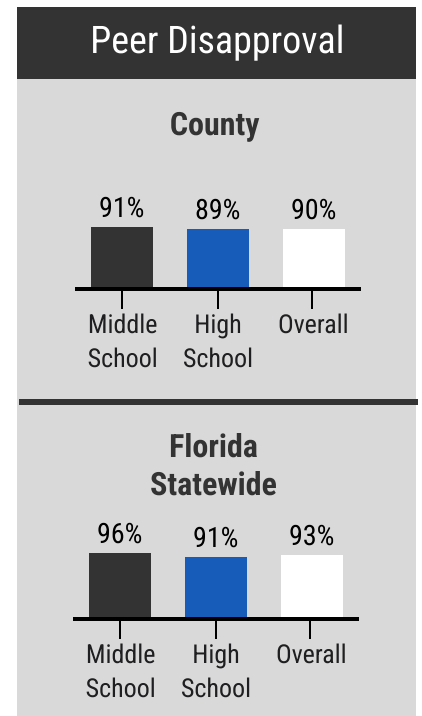 Peer Disapproval
County
91% 89% 90%
Middle School
High School
Overall
Florida
Statewide
96% 91% 93%
Middle School
High School
Overall